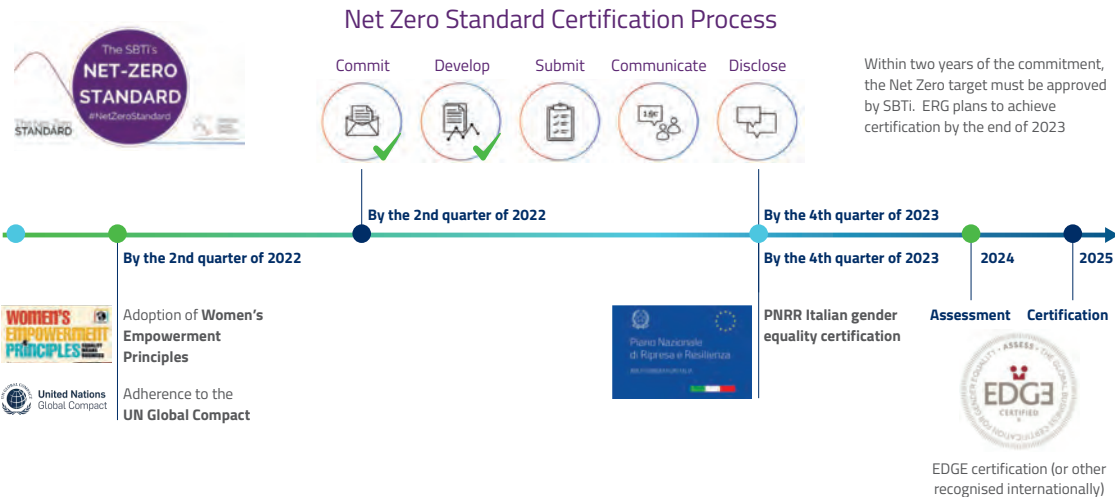 Net Zero Standard Certification Process
The SBTi's
NET-ZERO
STANDARD
#NetZeroStandard
STANDARD
Commit
Develop
Submit
Communicate
Disclose
Within two years of the commitment,
the Net Zero target must be approved
by SBTi. ERG plans to achieve
certification by the end of 2023
By the 2nd quarter of 2022
By the 4th quarter of 2023
By the 2nd quarter of 2022
By the 4th quarter of 2023
2024
2025
WOMEN'S
EMPOWERMENT
PRINCIPLES
Adoption of Women's
Empowerment
Principles
United Nations
Global Compact
Adherence to the
UN Global Compact
Piano Nazionale
di Ripresa e Resilienza
PNRR Italian gender
equality certification
Assessment
Certification
EDGE
CERTIFIED
EDGE certification (or other
recognised internationally)